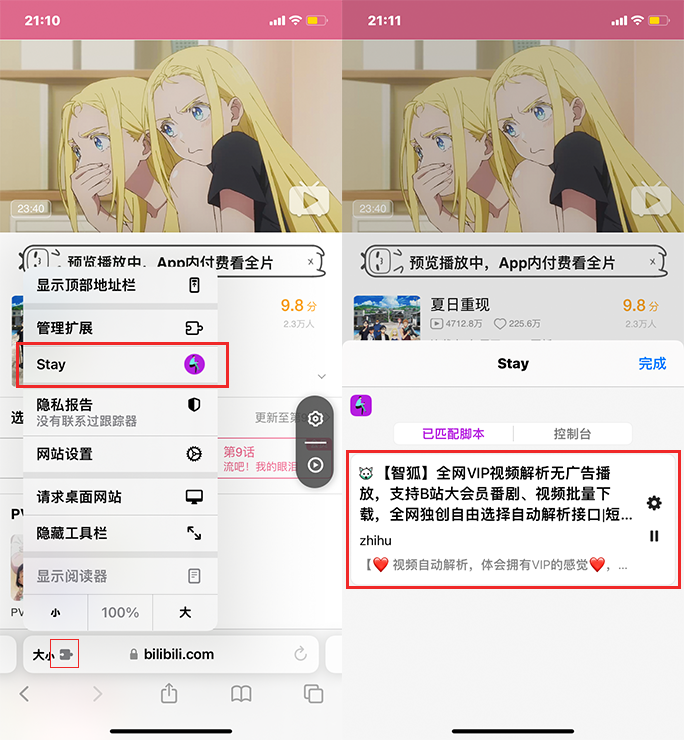 21:10
23:40
预览播放中，App内付费看全片 ×
显示顶部地址栏
管理扩展
Stay
隐私报告
没有联系过跟踪器
网站设置
请求桌面网站
隐藏工具栏
显示阅读器
小 100% 大
9.8分
2.3万人
选
更新至第9
第9话
流吧！我的眼泪
PV
PV
大小
bilibili.com
21:11
23:40
预览播放中，App内付费看全片 ×
夏日重现
4712.8万 225.6万
9.8分
2.3万人
Stay 完成
已匹配脚本 控制台
【智狐】全网VIP视频解析无广告播
放，支持B站大会员番剧、视频批量下
载，全网独创自由选择自动解析接口|短...
zhihu
【❤️ 视频自动解析，体会拥有VIP的感觉❤️，...